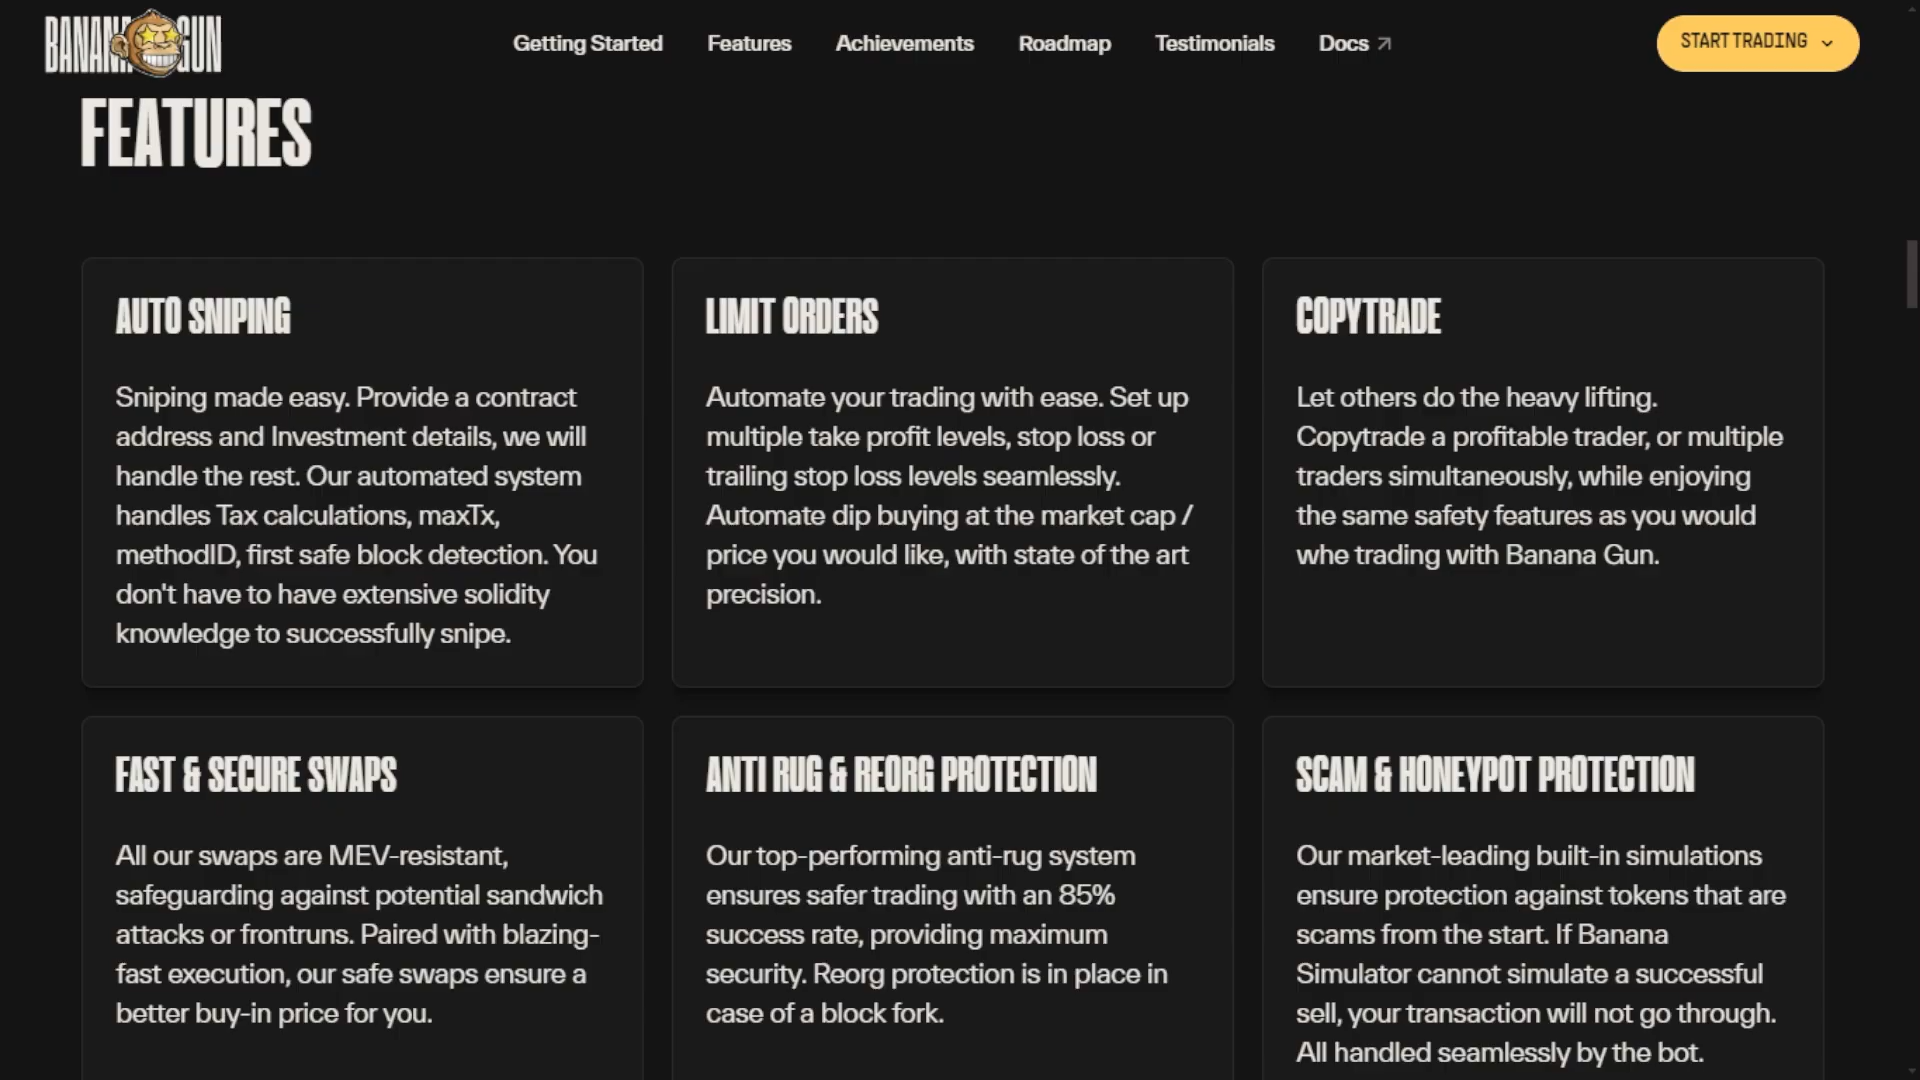 BANANA GUN
Getting Started
Features
Achievements
Roadmap
Testimonials
Docs
START TRADING
FEATURES
AUTO SNIPING
Sniping made easy. Provide a contract
address and Investment details, we will
handle the rest. Our automated system
handles Tax calculations, maxTx,
methodID, first safe block detection. You
don't have to have extensive solidity
knowledge to successfully snipe.
LIMIT ORDERS
Automate your trading with ease. Set up
multiple take profit levels, stop loss or
trailing stop loss levels seamlessly.
Automate dip buying at the market cap /
price you would like, with state of the art
precision.
COPYTRADE
Let others do the heavy lifting.
Copytrade a profitable trader, or multiple
traders simultaneously, while enjoying
the same safety features as you would
whe trading with Banana Gun.
FAST & SECURE SWAPS
All our swaps are MEV-resistant,
safeguarding against potential sandwich
attacks or frontruns. Paired with blazing-
fast execution, our safe swaps ensure a
better buy-in price for you.
ANTI RUG & REORG PROTECTION
Our top-performing anti-rug system
ensures safer trading with an 85%
success rate, providing maximum
security. Reorg protection is in place in
case of a block fork.
SCAM & HONEYPOT PROTECTION
Our market-leading built-in simulations
ensure protection against tokens that are
scams from the start. If Banana
Simulator cannot simulate a successful
sell, your transaction will not go through.
All handled seamlessly by the bot.